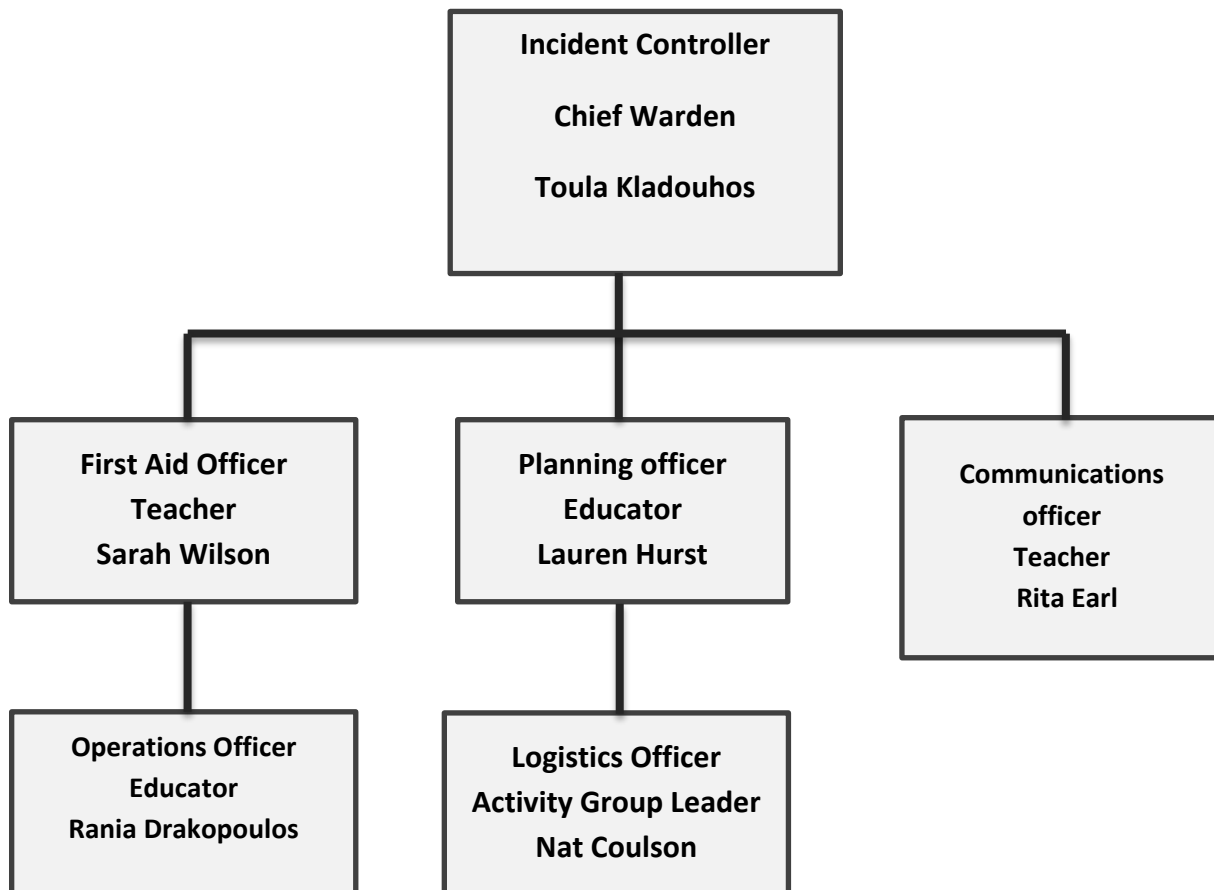 Incident Controller
Chief Warden
Toula Kladouhos
First Aid Officer
Teacher
Sarah Wilson
Planning officer
Educator
Lauren Hurst
Communications
officer
Teacher
Rita Earl
Operations Officer
Educator
Rania Drakopoulos
Logistics Officer
Activity Group Leader
Nat Coulson